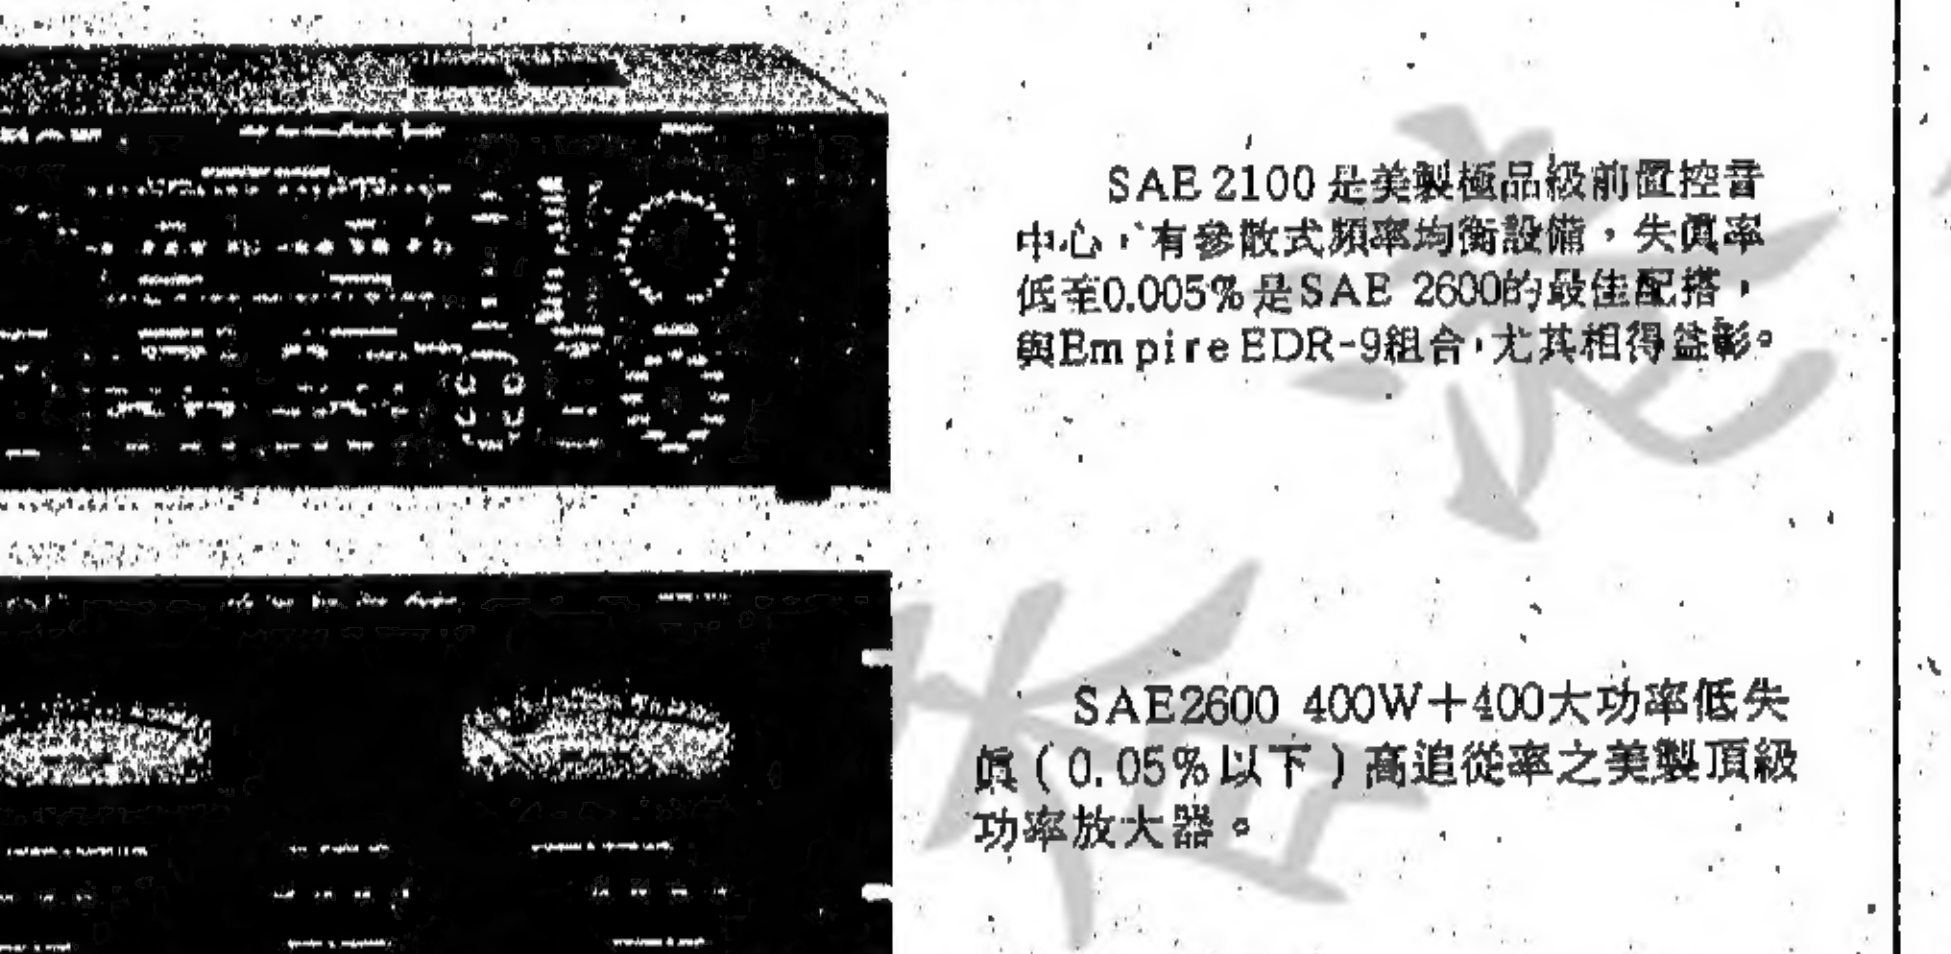 SAE 2100 是美製極品級前置控音
中心，有參數式頻率均衡設備，失眞率
低至0.005%是SAE 2600的最佳配搭，
與Empire EDR-9組合，尤其相得益彰。
SAE2600 400W＋400大功率低失
眞（0.05%以下）高追從率之美製頂級
功率放大器。